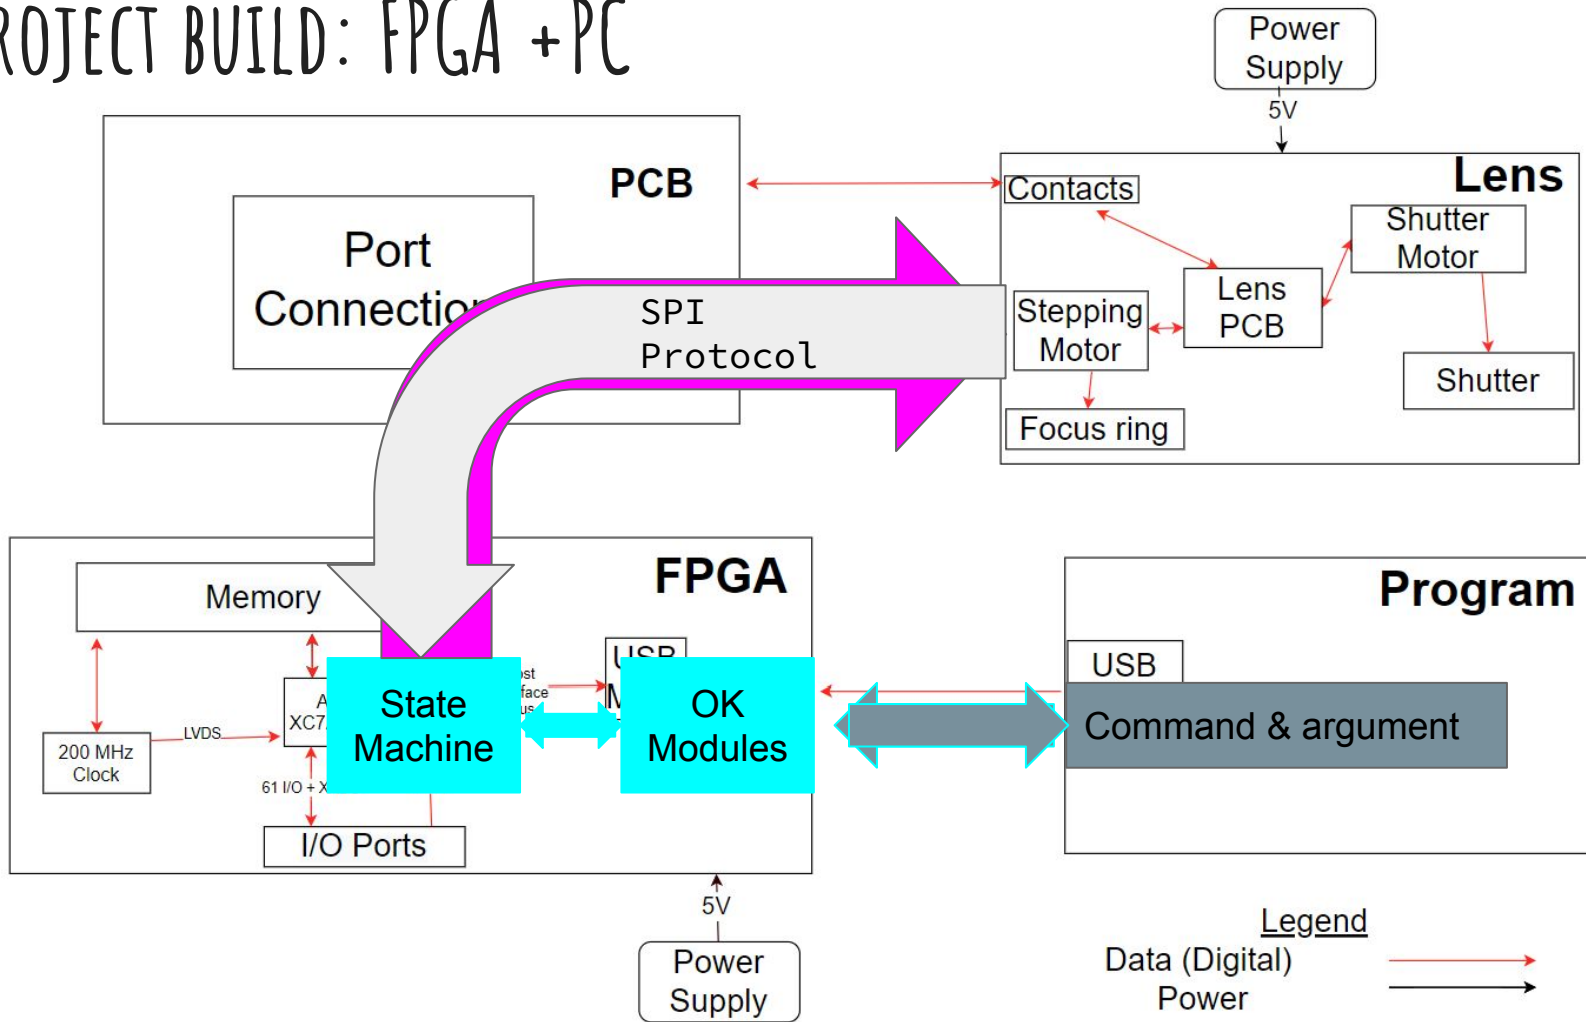 ROJECT BUILD: FPGA + PC
Power
Supply
5V
PCB
Port
Lens
Contacts
Shutter
Motor
Lens
PCB
Stepping
Motor
Shutter
Focus ring
SPI
Protocol
FPGA
Memory
USB
200 MHz
Clock
LVDS
61 I/O + X
I/O Ports
State
Machine
OK
Modules
Program
USB
Command & argument
5V
Power
Supply
Legend
Data (Digital)
Power